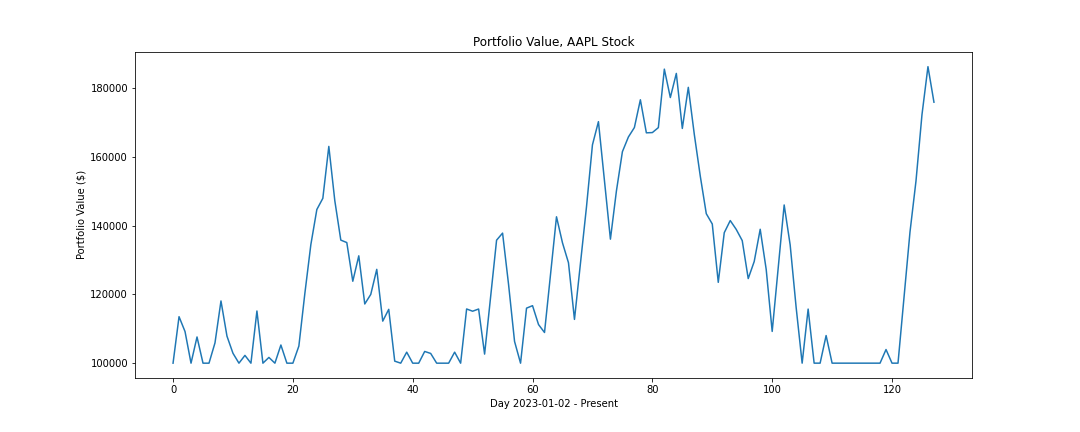 Portfolio Value, AAPL Stock
Portfolio Value ($)
180000
160000
140000
120000
100000
0 20 40 60 80 100 120
Day 2023-01-02 - Present